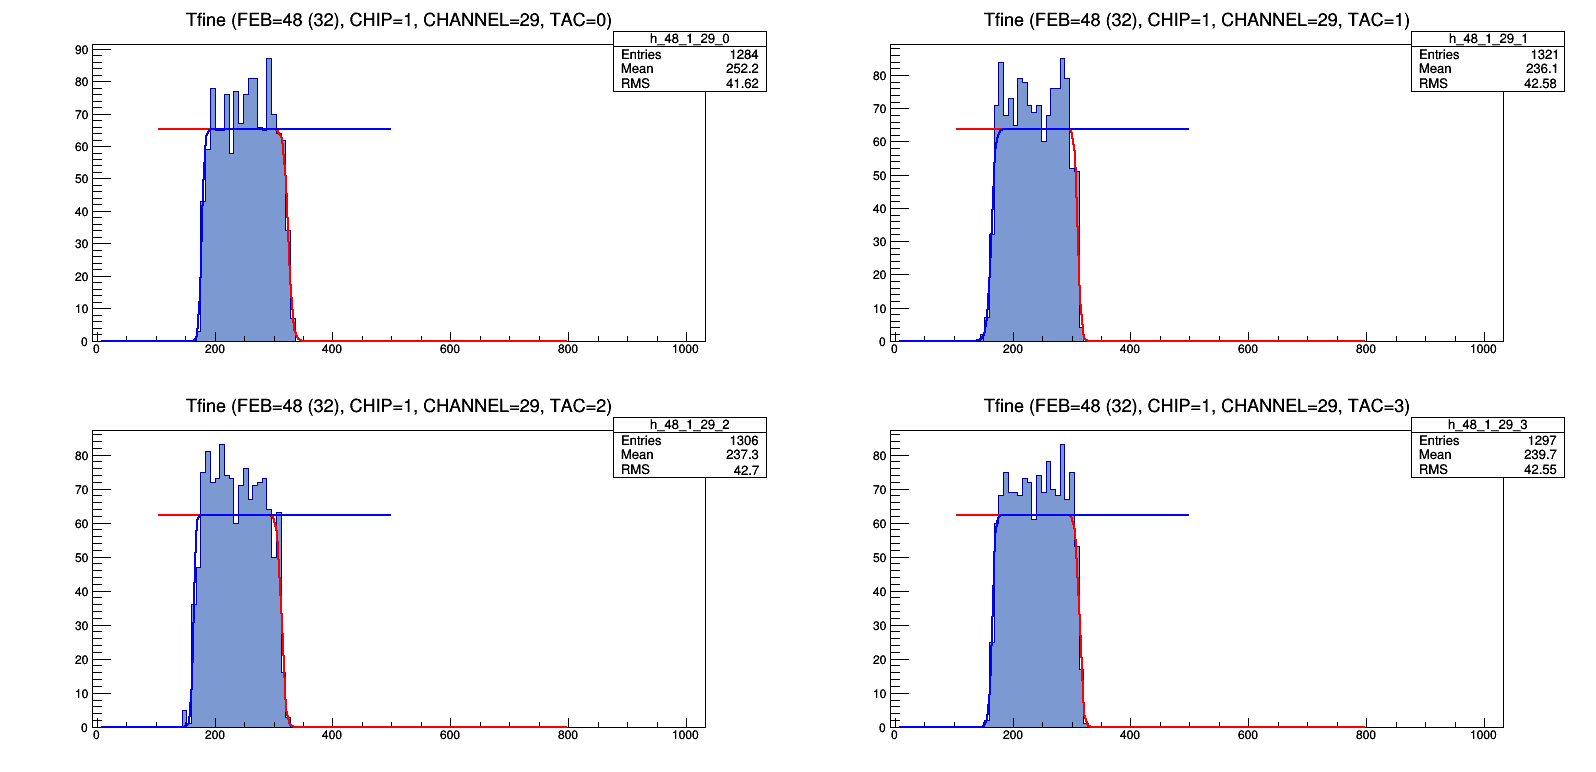 Tfine (FEB=48 (32), CHIP=1, CHANNEL=29, TAC=0)
h_48_1_29_0
Entries 1284
Mean 252.2
RMS 41.62
90
80
70
60
50
40
30
20
10
0
0 200 400 600 800 1000
Tfine (FEB=48 (32), CHIP=1, CHANNEL=29, TAC=1)
h_48_1_29_1
Entries 1321
Mean 236.1
RMS 42.58
80
70
60
50
40
30
20
10
0
0 200 400 600 800 1000
Tfine (FEB=48 (32), CHIP=1, CHANNEL=29, TAC=2)
h_48_1_29_2
Entries 1306
Mean 237.3
RMS 42.7
80
70
60
50
40
30
20
10
0
0 200 400 600 800 1000
Tfine (FEB=48 (32), CHIP=1, CHANNEL=29, TAC=3)
h_48_1_29_3
Entries 1297
Mean 239.7
RMS 42.55
80
70
60
50
40
30
20
10
0
0 200 400 600 800 1000